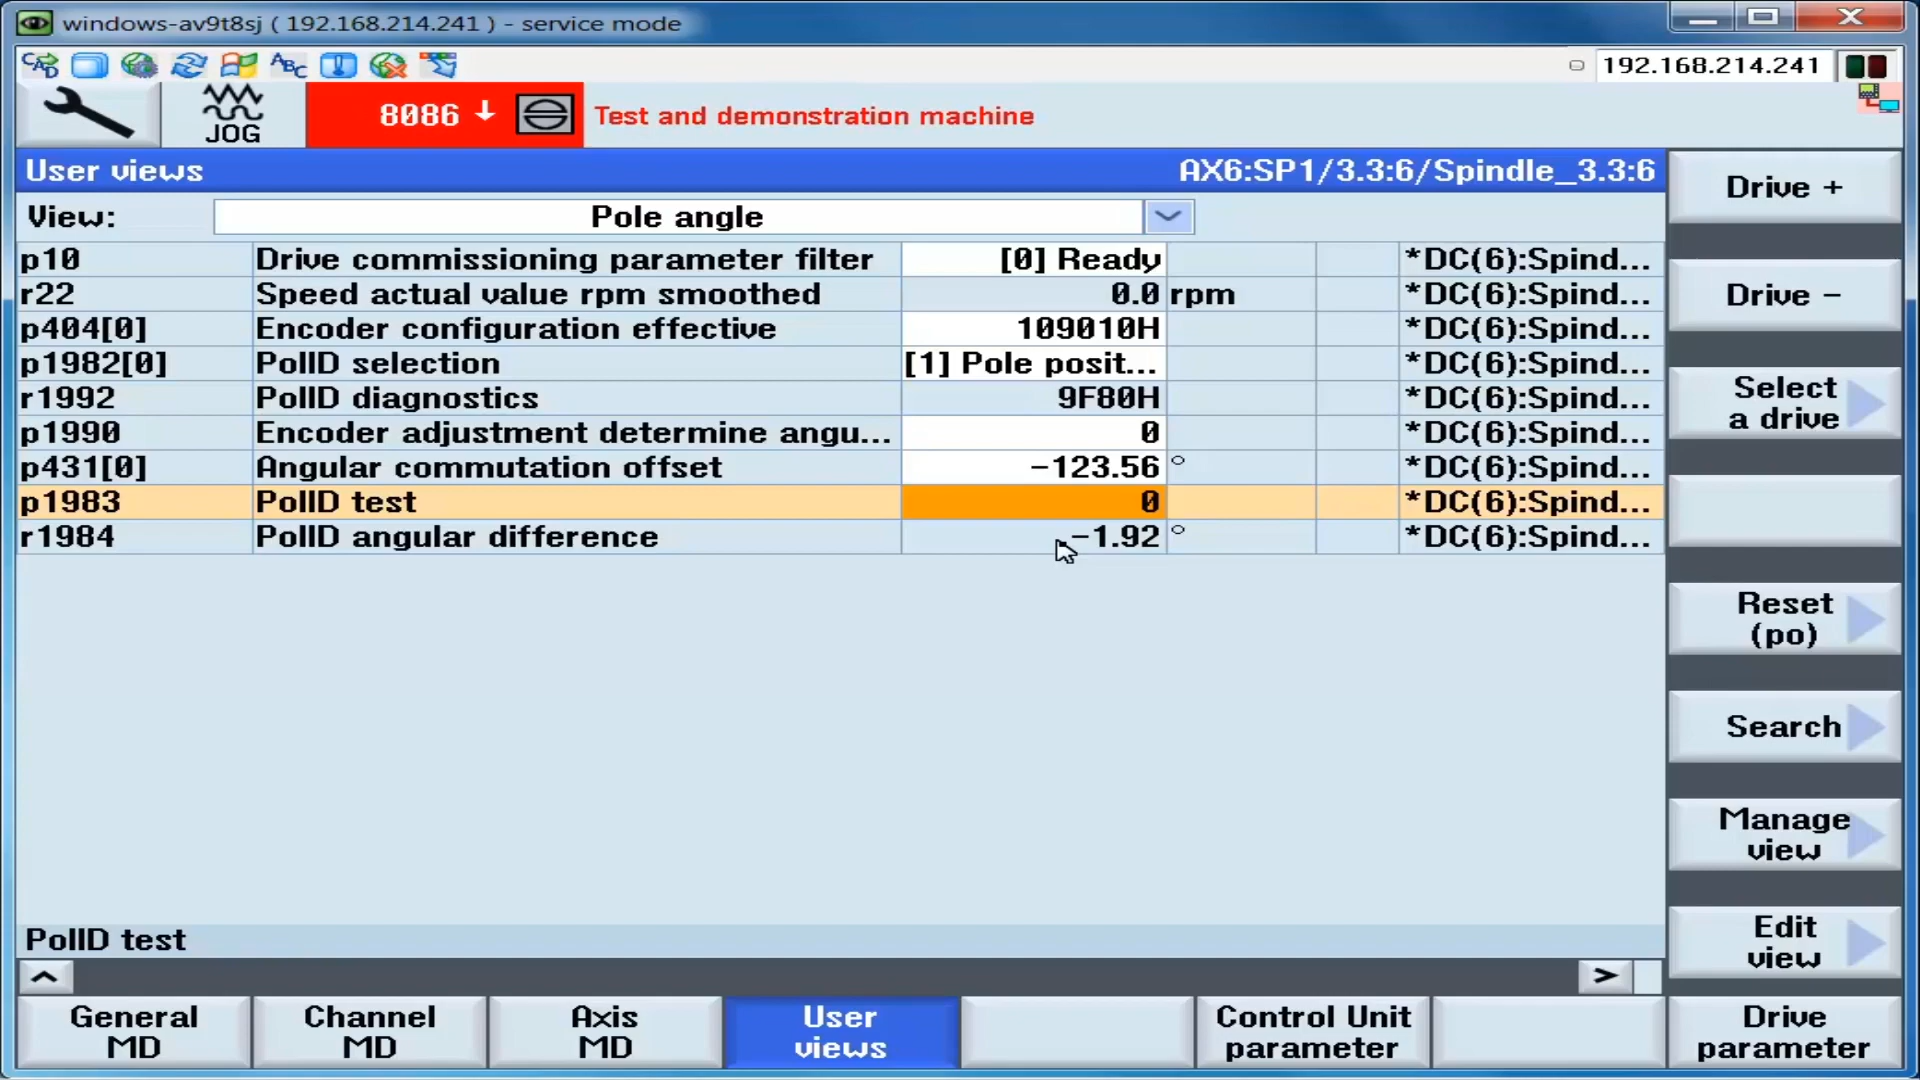 windows-av9t8sj ( 192.168.214.241 ) - service mode
192.168.214.241
JOG
8086 ↓ Test and demonstration machine
User views AX6:SP1/3.3:6/Spindle_3.3:6
View: Pole angle
p10 Drive commissioning parameter filter [0] Ready *DC(6):Spind...
r22 Speed actual value rpm smoothed 0.0 rpm *DC(6):Spind...
p404[0] Encoder configuration effective 109010H *DC(6):Spind...
p1982[0] PolID selection [1] Pole posit... *DC(6):Spind...
r1992 PolID diagnostics 9F80H *DC(6):Spind...
p1990 Encoder adjustment determine angu... 0 *DC(6):Spind...
p431[0] Angular commutation offset -123.56 ° *DC(6):Spind...
p1983 PolID test 0 *DC(6):Spind...
r1984 PolID angular difference -1.92 ° *DC(6):Spind...
PolID test
Drive +
Drive -
Select
a drive
Reset
(po)
Search
Manage
view
Edit
view
General
MD
Channel
MD
Axis
MD
User
views
Control Unit
parameter
Drive
parameter